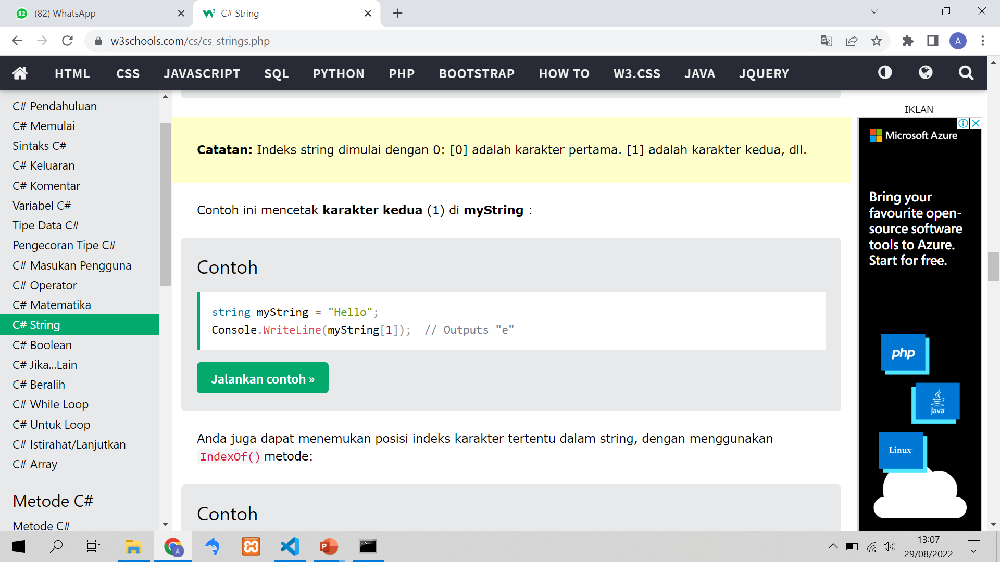 82
(82) WhatsApp
C# String
w3schools.com/cs/cs_strings.php
A
HTML CSS JAVASCRIPT SQL PYTHON PHP BOOTSTRAP HOW TO W3.CSS JAVA JQUERY
C# Pendahuluan
C# Memulai
Sintaks C#
C# Keluaran
C# Komentar
Variabel C#
Tipe Data C#
Pengecoran Tipe C#
C# Masukan Pengguna
C# Operator
C# Matematika
C# String
C# Boolean
C# Jika...Lain
C# Beralih
C# While Loop
C# Untuk Loop
C# Istirahat/Lanjutkan
C# Array
Metode C#
Metode C#
Catatan: Indeks string dimulai dengan 0: [0] adalah karakter pertama. [1] adalah karakter kedua, dll.
Contoh ini mencetak karakter kedua (1) di myString :
Contoh
string myString = "Hello";
Console.WriteLine(myString[1]);  // Outputs "e"
Jalankan contoh »
Anda juga dapat menemukan posisi indeks karakter tertentu dalam string, dengan menggunakan
IndexOf() metode:
Contoh
IKLAN
Microsoft Azure
Bring your
favourite open-
source software
tools to Azure.
Start for free.
php
Java
Linux
A
P
13:07
29/08/2022